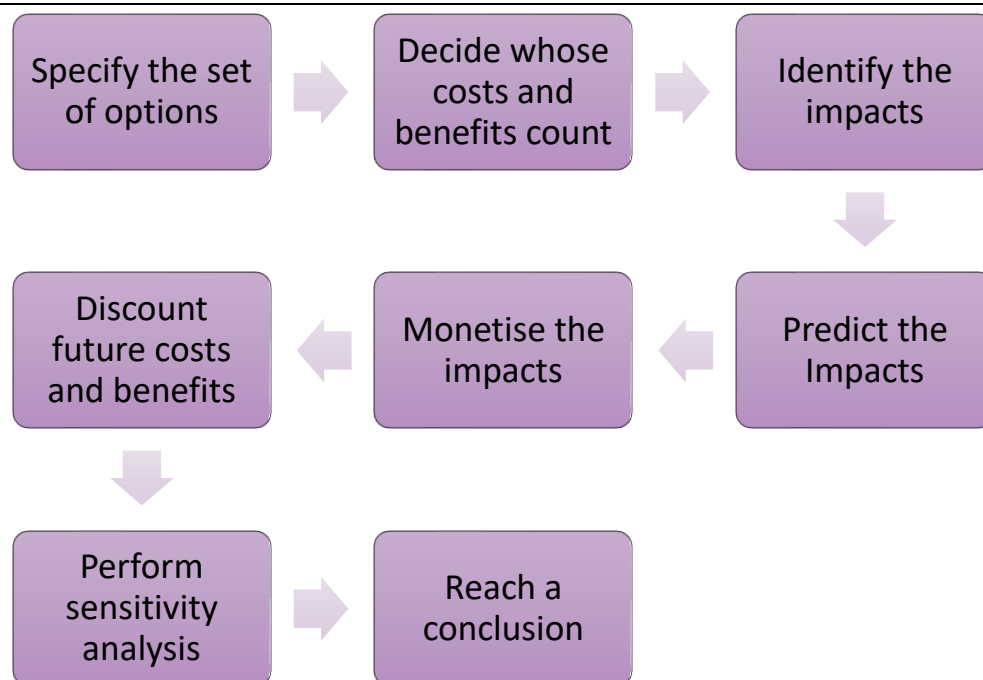 Specify the set
of options
Decide whose
costs and
benefits count
Identify the
impacts
Predict the
Impacts
Monetise the
impacts
Discount
future costs
and benefits
Perform
sensitivity
analysis
Reach a
conclusion